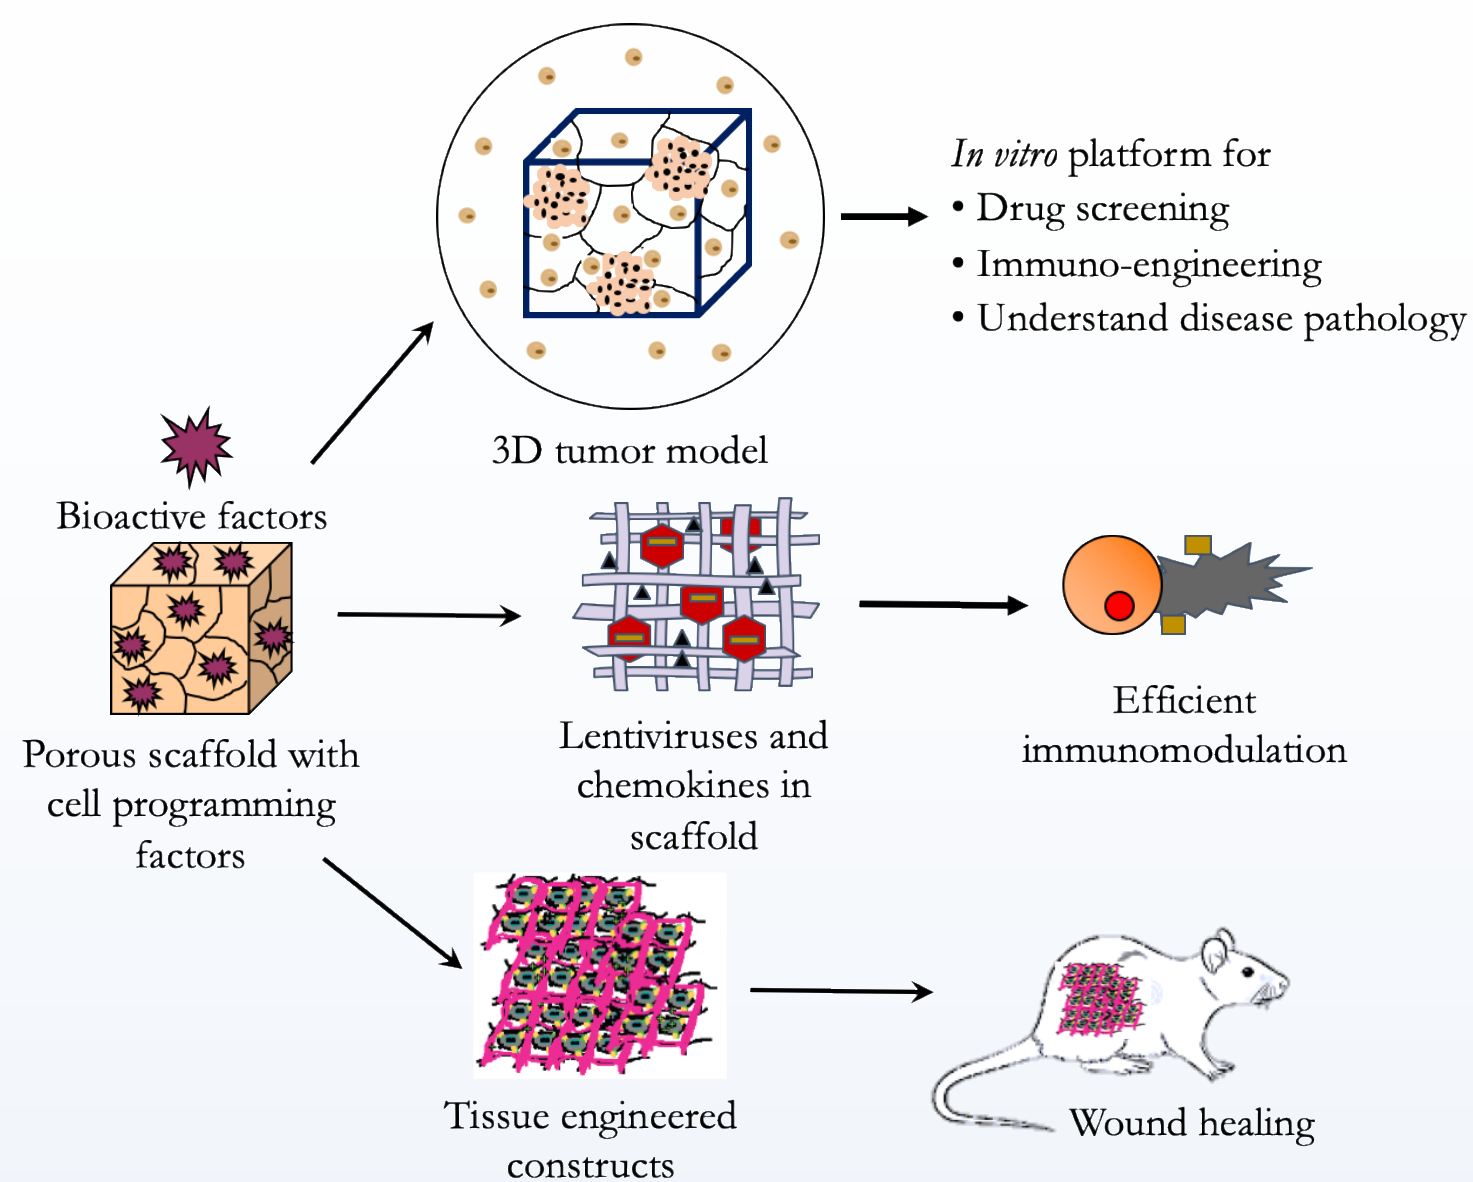 In vitro platform for
• Drug screening
• Immuno-engineering
• Understand disease pathology
3D tumor model
Bioactive factors
Porous scaffold with
cell programming
factors
Lentiviruses and
chemokines in
scaffold
Efficient
immunomodulation
Tissue engineered
constructs
Wound healing